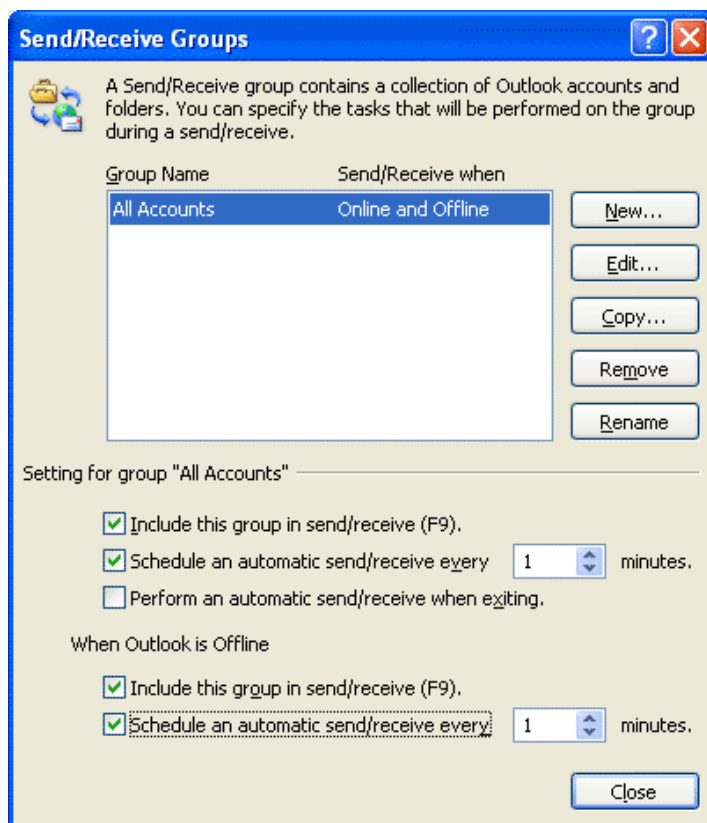 Send/Receive Groups
A Send/Receive group contains a collection of Outlook accounts and
folders. You can specify the tasks that will be performed on the group
during a send/receive.
Group Name Send/Receive when
All Accounts Online and Offline
New...
Edit...
Copy...
Remove
Rename
Setting for group "All Accounts"
Include this group in send/receive (F9).
Schedule an automatic send/receive every 1 minutes.
Perform an automatic send/receive when exiting.
When Outlook is Offline
Include this group in send/receive (F9).
Schedule an automatic send/receive every 1 minutes.
Close